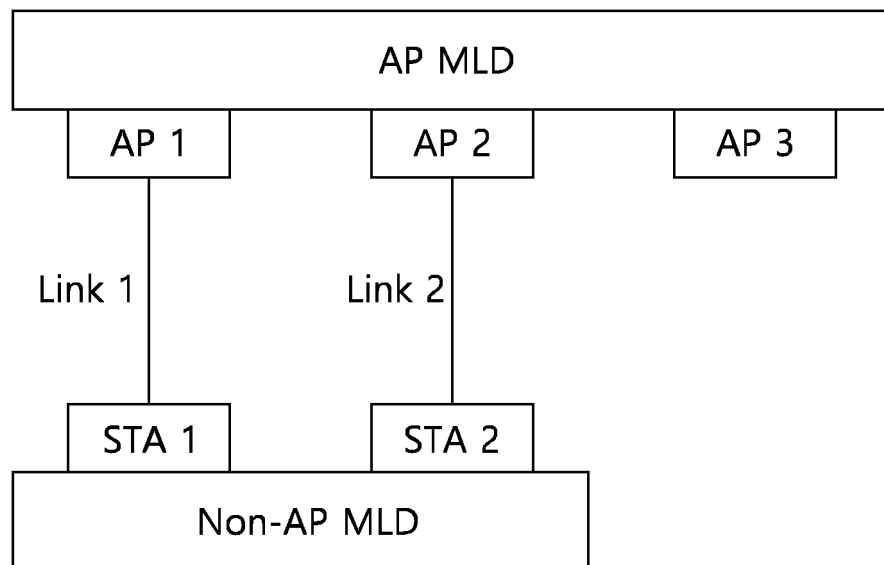 AP MLD
AP 1
AP 2
AP 3
Link 1
Link 2
STA 1
STA 2
Non-AP MLD